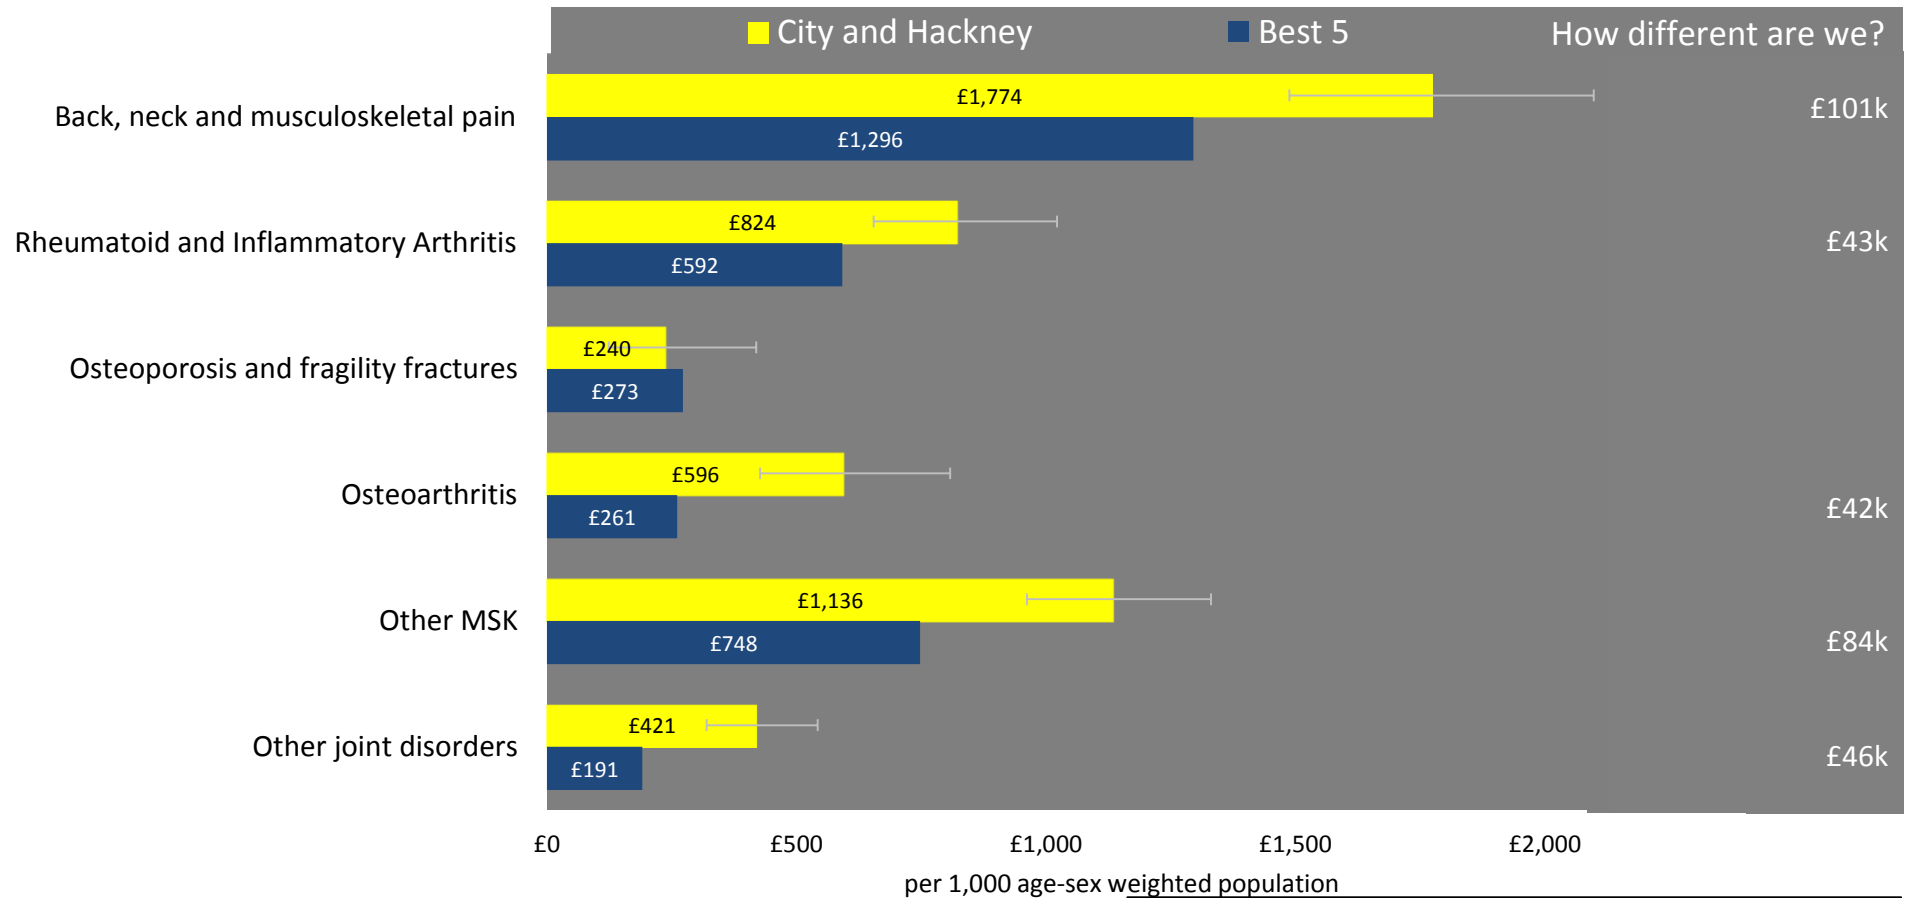 City and Hackney Best 5 How different are we?
Back, neck and musculoskeletal pain £1,774 £101k
£1,296
Rheumatoid and Inflammatory Arthritis £824 £43k
£592
Osteoporosis and fragility fractures £240
£273
Osteoarthritis £596 £42k
£261
Other MSK £1,136 £84k
£748
Other joint disorders £421 £46k
£191
£0 £500 £1,000 £1,500 £2,000
per 1,000 age-sex weighted population